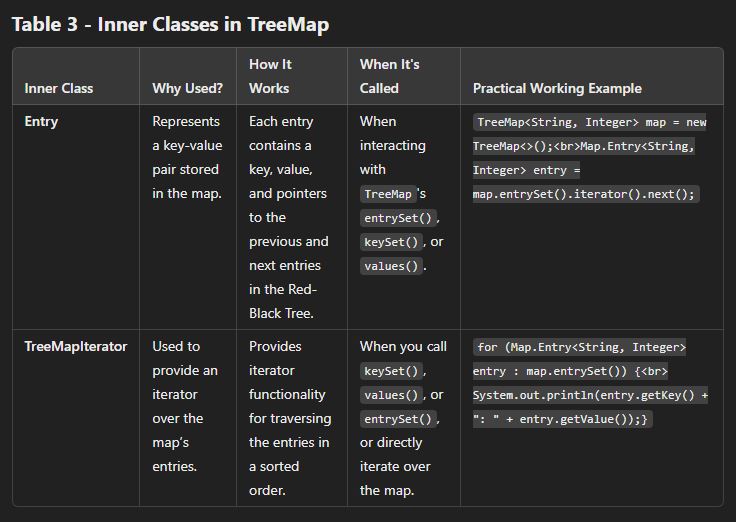 Table 3 - Inner Classes in TreeMap
Inner Class
Why Used?
How It
Works
When It's
Called
Practical Working Example
Entry
Represents
a key-value
pair stored
in the map.
Each entry
contains a
key, value,
and pointers
to the
previous and
next entries
in the Red-
Black Tree.
When
interacting
with
TreeMap's
entrySet(),
keySet(), or
values().
TreeMap<String, Integer> map = new
TreeMap<>();<br>Map.Entry<String,
Integer> entry =
map.entrySet().iterator().next();
TreeMapIterator
Used to
provide an
iterator
over the
map’s
entries.
Provides
iterator
functionality
for traversing
the entries in
a sorted
order.
When you call
keySet(),
values(), or
entrySet(),
or directly
iterate over
the map.
for (Map.Entry<String, Integer>
entry : map.entrySet()) {<br>
System.out.println(entry.getKey() +
": " + entry.getValue());}